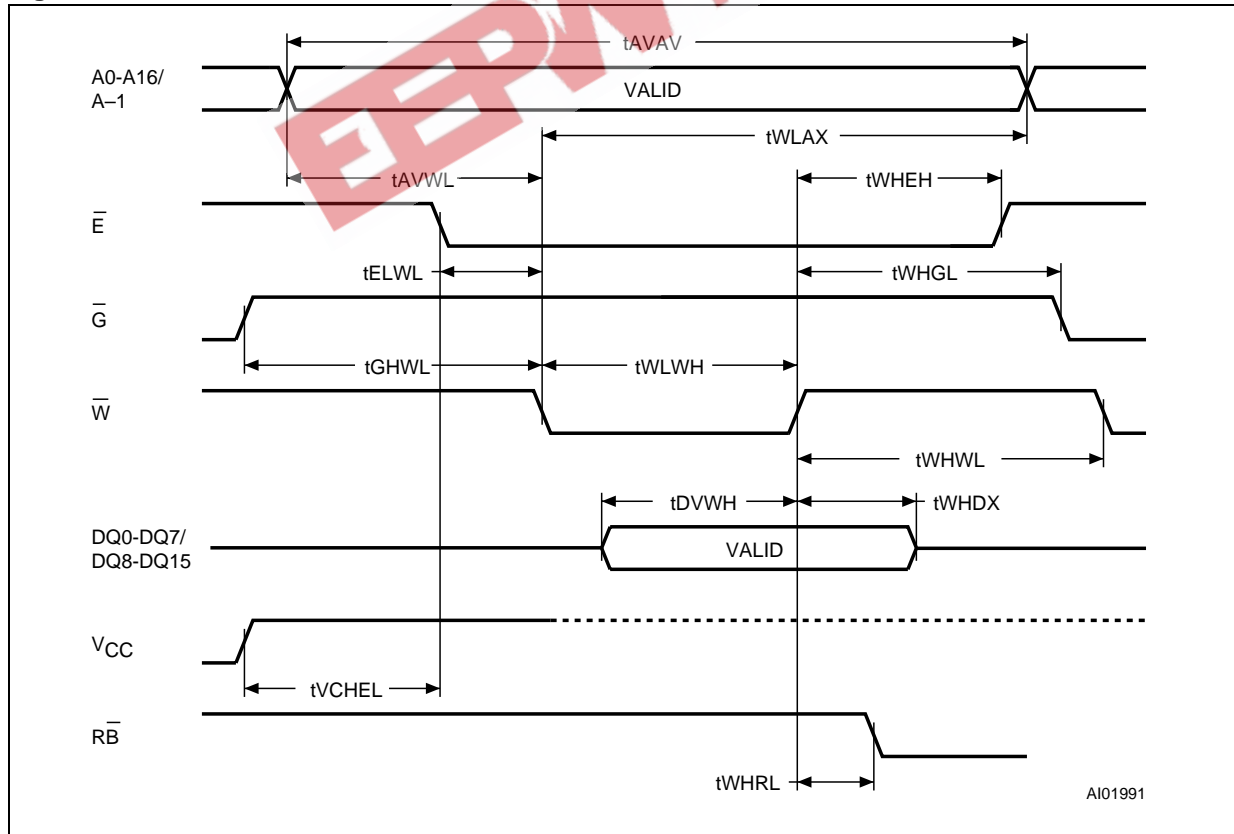 tAVAV
A0-A16/
A–1
VALID
tWLAX
tAVWL
tWHEH
E̅
tELWL
tWHGL
G̅
tGHWL
tWLWH
W̅
tWHWL
tDVWH
tWHDX
DQ0-DQ7/
DQ8-DQ15
VALID
VCC
tVCHEL
RB̅
tWHRL
AI01991